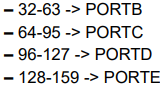 – 32-63 -> PORTB
– 64-95 -> PORTC
– 96-127 -> PORTD
– 128-159 -> PORTE